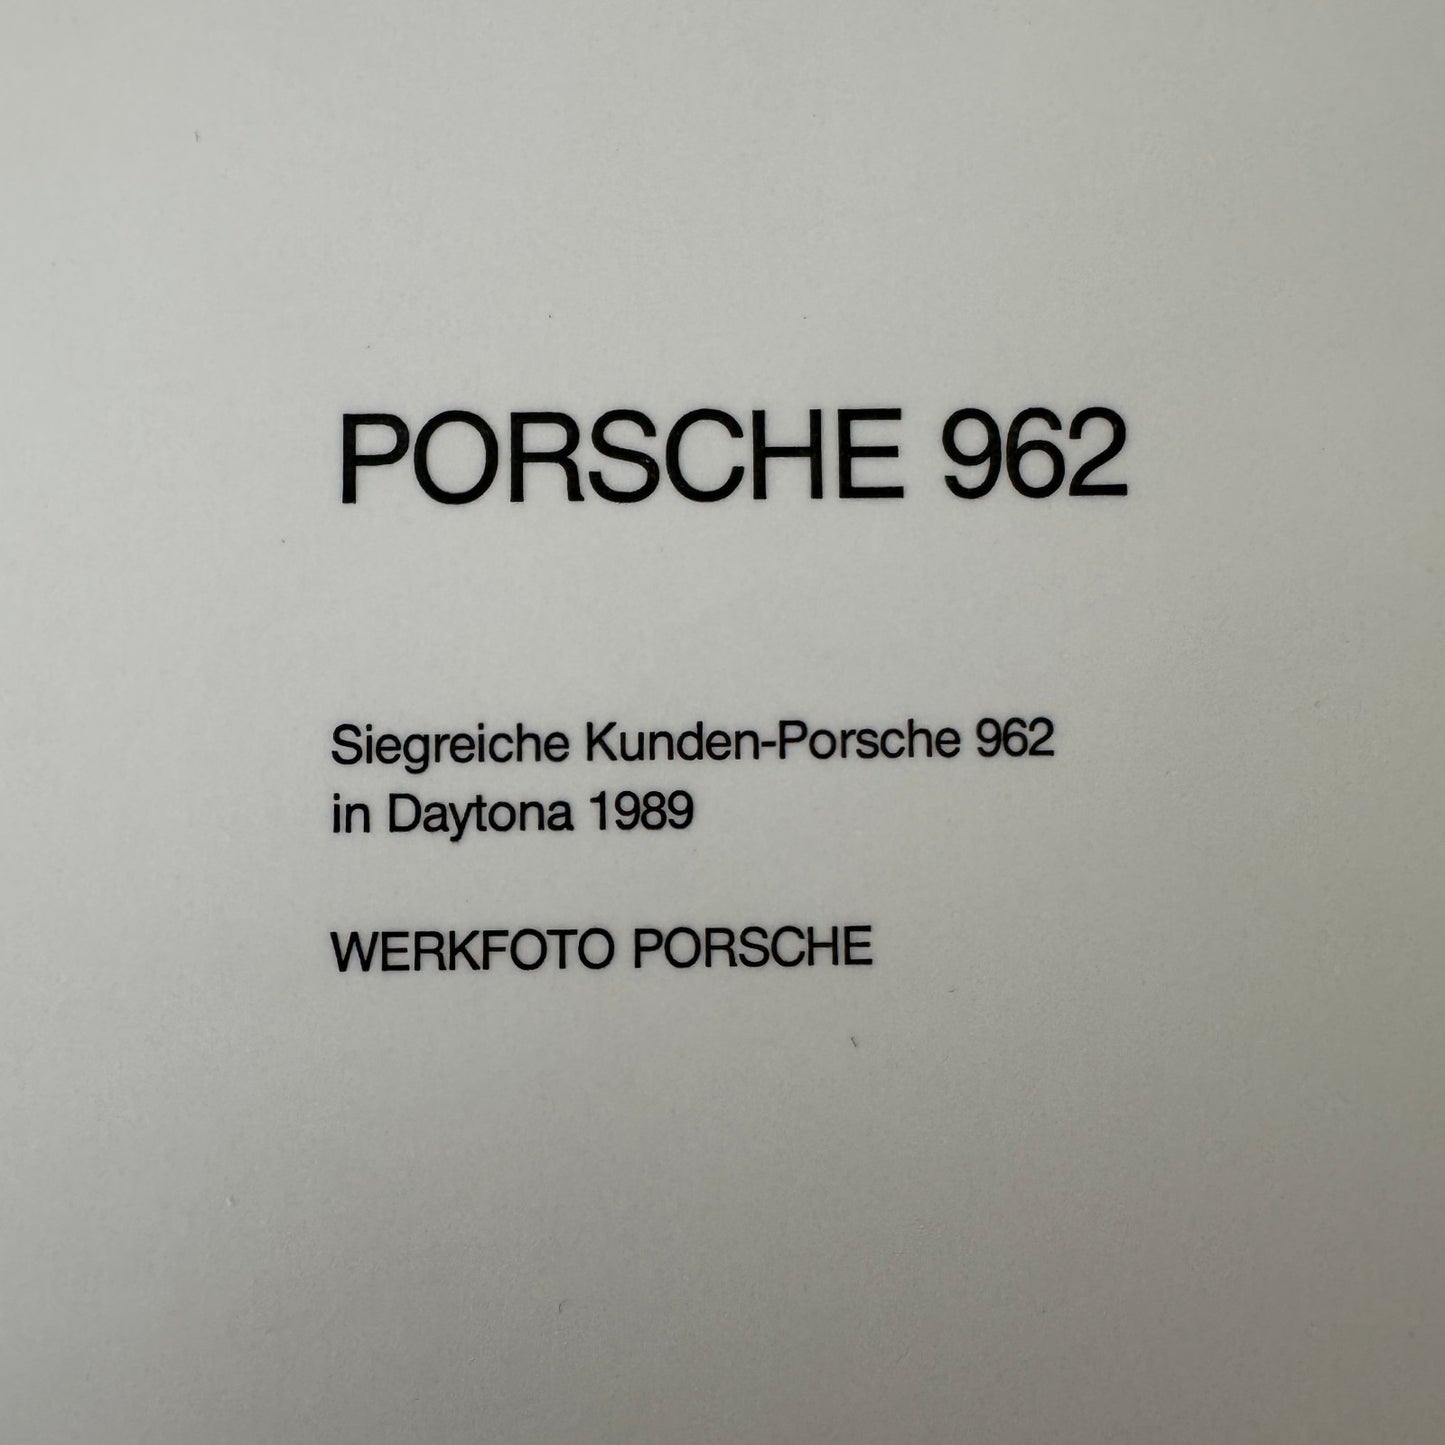 PORSCHE 962
Siegreiche Kunden-Porsche 962
in Daytona 1989
WERKFOTO PORSCHE